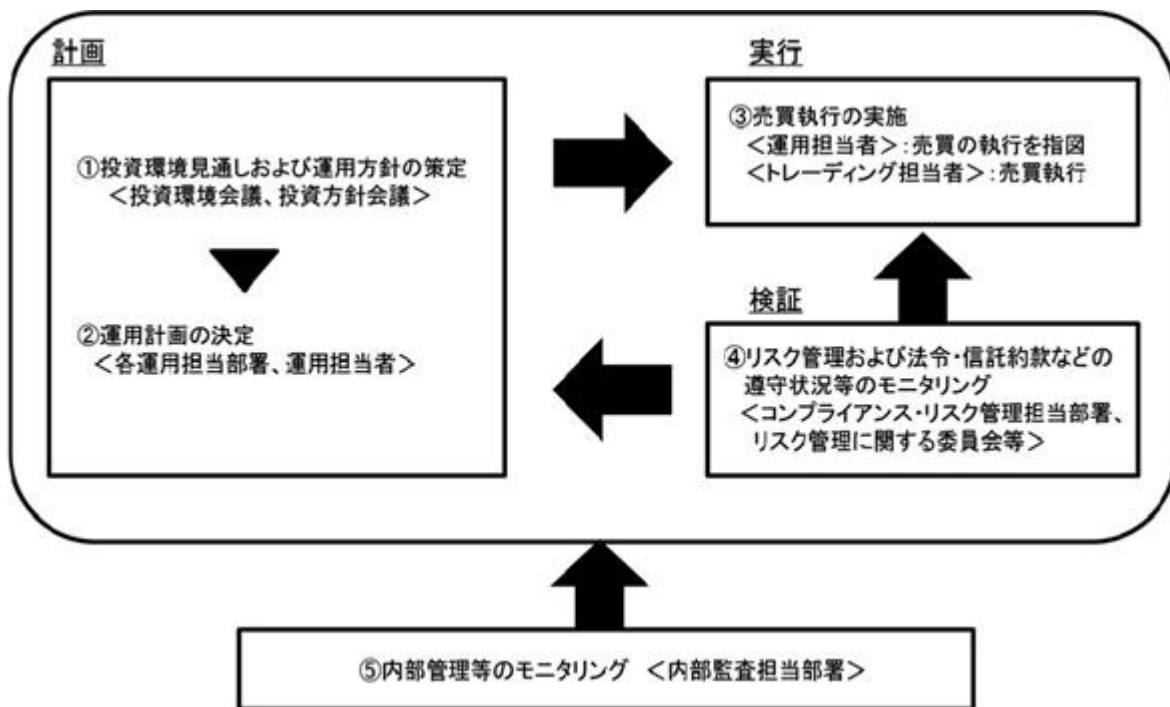 計画
①投資環境見通しおよび運用方針の策定
<投資環境会議、投資方針会議>
②運用計画の決定
<各運用担当部署、運用担当者>
実行
③売買執行の実施
<運用担当者>:売買の執行を指図
<トレーディング担当者>:売買執行
検証
④リスク管理および法令・信託約款などの
遵守状況等のモニタリング
<コンプライアンス・リスク管理担当部署、
リスク管理に関する委員会等>
⑤内部管理等のモニタリング <内部監査担当部署>